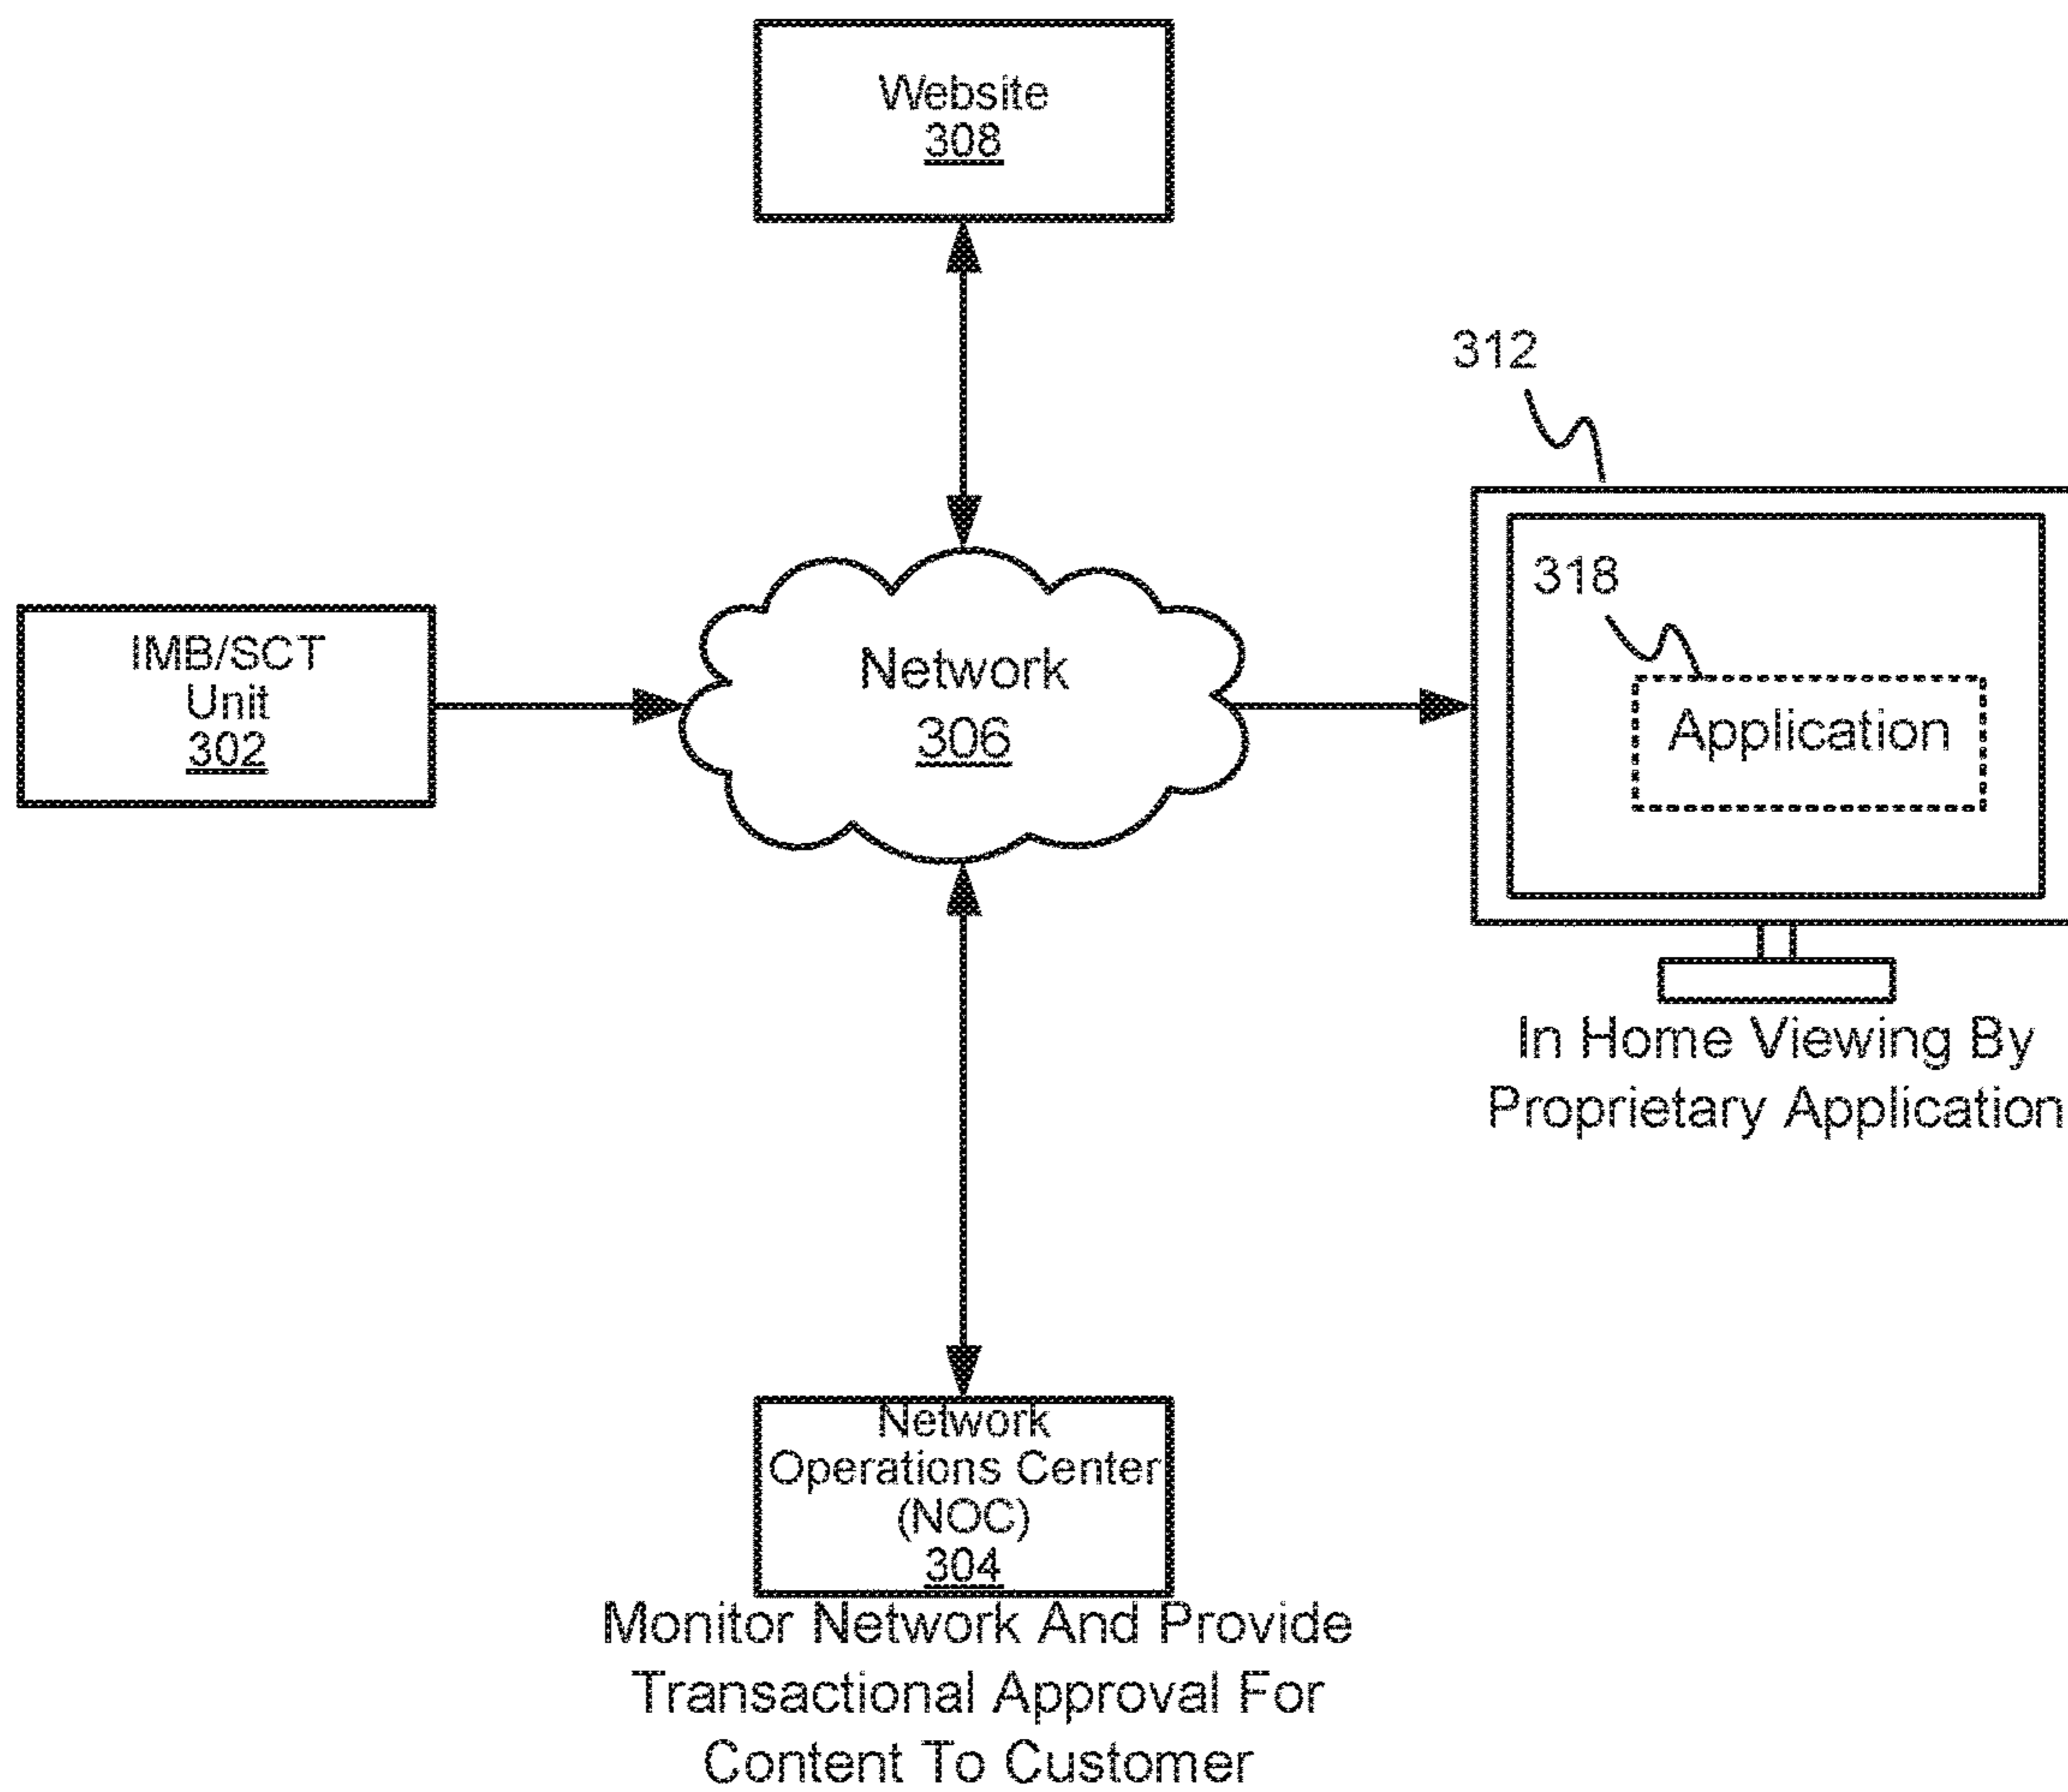 Website
308
312
318
IMB/SCT
Unit
302
Network
306
Application
In Home Viewing By
Proprietary Application
Network
Operations Center
(NOC)
304
Monitor Network And Provide
Transactional Approval For
Content To Customer